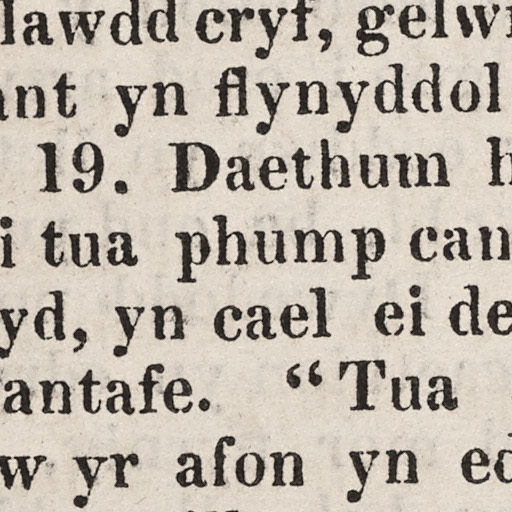 lawdd cryf, gelwi
ant yn flynyddol
19. Daethum h
i tua phump can
yd, yn cael ei de
antafe. “Tua
w yr afon yn ed